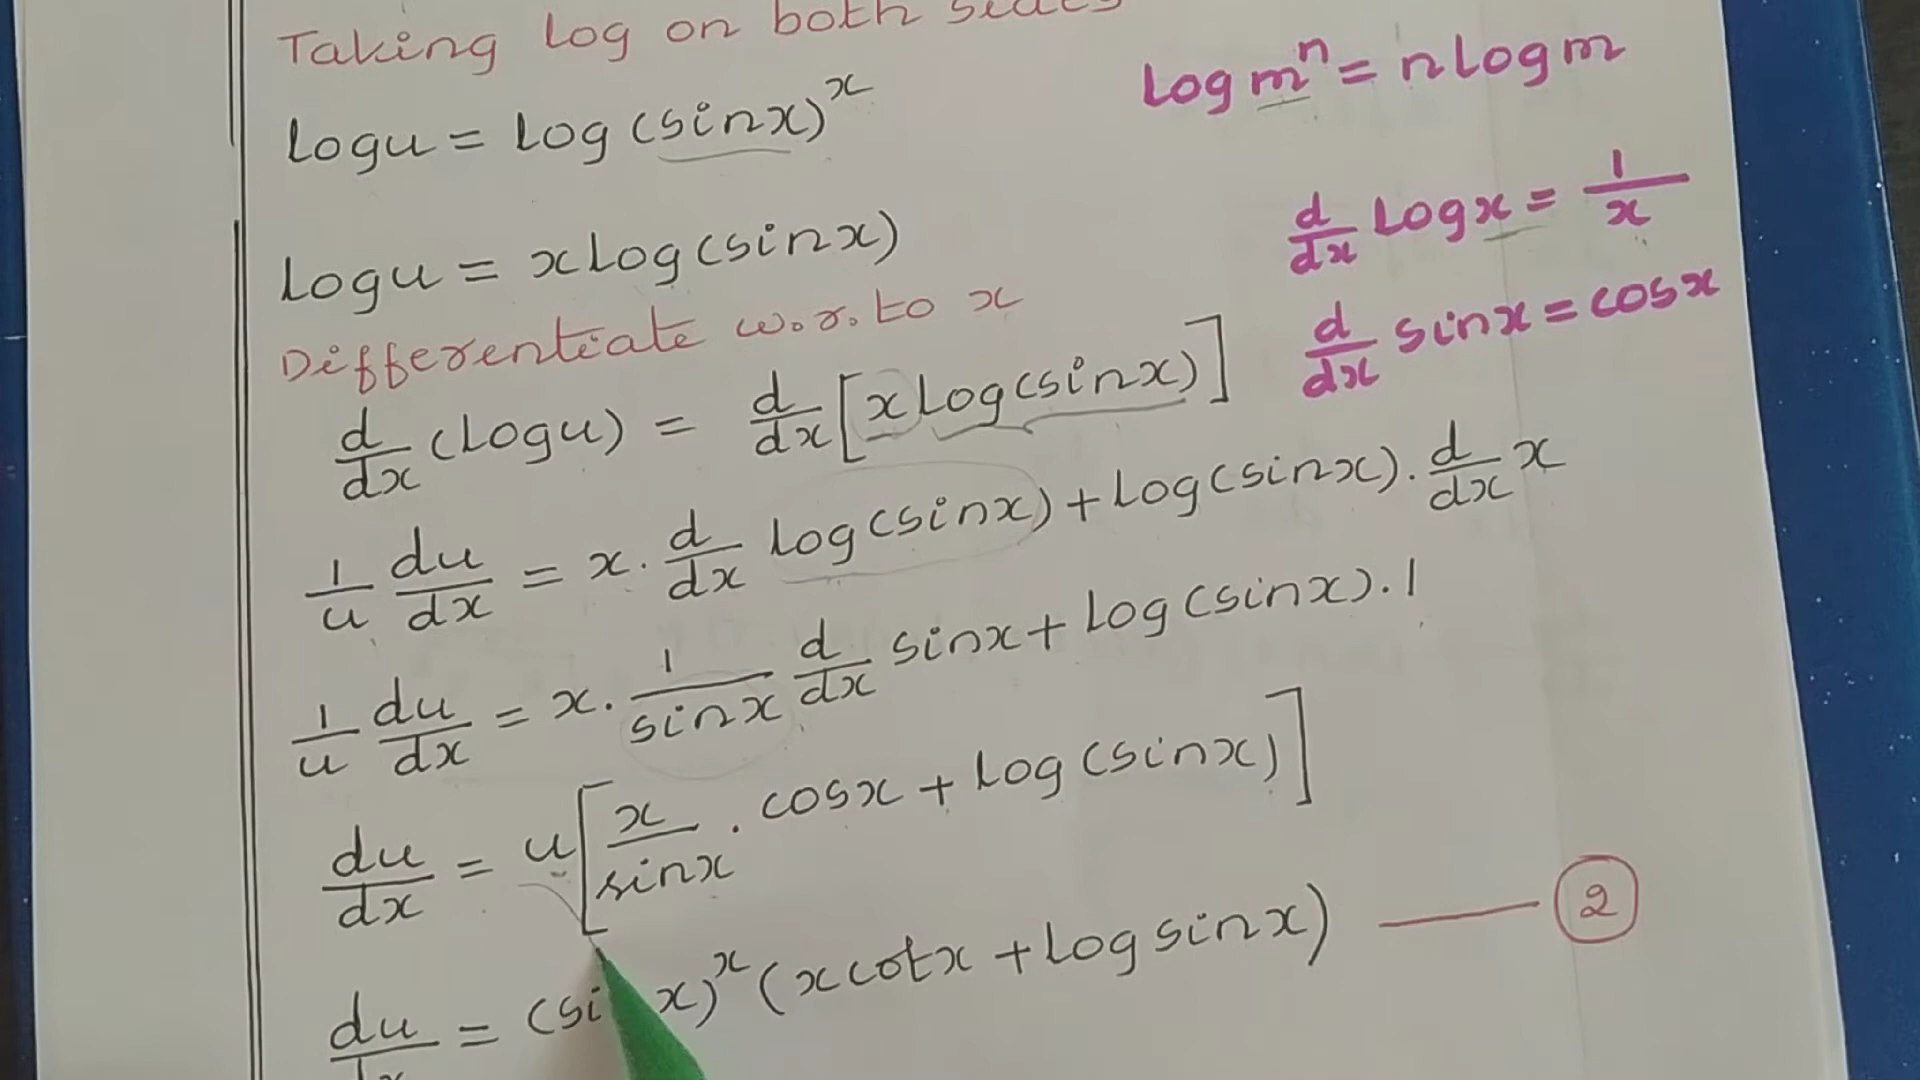 Taking log on both sides
log u = log (sin x)^x
log m^n = n log m
log u = x log (sin x)
d/dx log x = 1/x
Differentiate w.r.to x
d/dx sin x = cos x
d/dx (log u) = d/dx [x log (sin x)]
1/u du/dx = x . d/dx log (sin x) + log (sin x) . d/dx x
1/u du/dx = x . 1/sin x d/dx sin x + log (sin x) . 1
du/dx = u [x/sin x . cos x + log (sin x)]
du/dx = (sin x)^x (x cot x + log sin x) —— 2